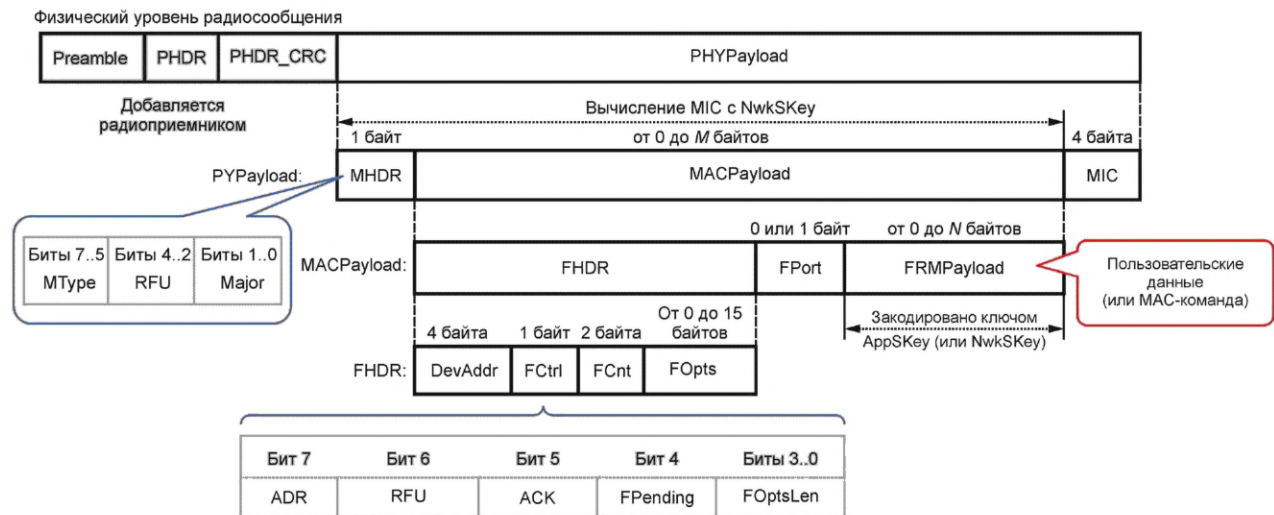 Физический уровень радиосообщения
Preamble PHDR PHDR_CRC PHYPayload
Добавляется
радиоприемником
Вычисление MIC с NwkSKey
1 байт от 0 до M байтов 4 байта
PYPayload: MHDR MACPayload MIC
Биты 7..5 Биты 4..2 Биты 1..0
MType RFU Major
0 или 1 байт от 0 до N байтов
MACPayload: FHDR FPort FRMPayload
Пользовательские
данные
(или MAC-команда)
Закодировано ключом
AppSKey (или NwkSKey)
От 0 до 15
4 байта 1 байт 2 байта байтов
FHDR: DevAddr FCtrl FCnt FOpts
Бит 7 Бит 6 Бит 5 Бит 4 Биты 3..0
ADR RFU ACK FPending FOptsLen